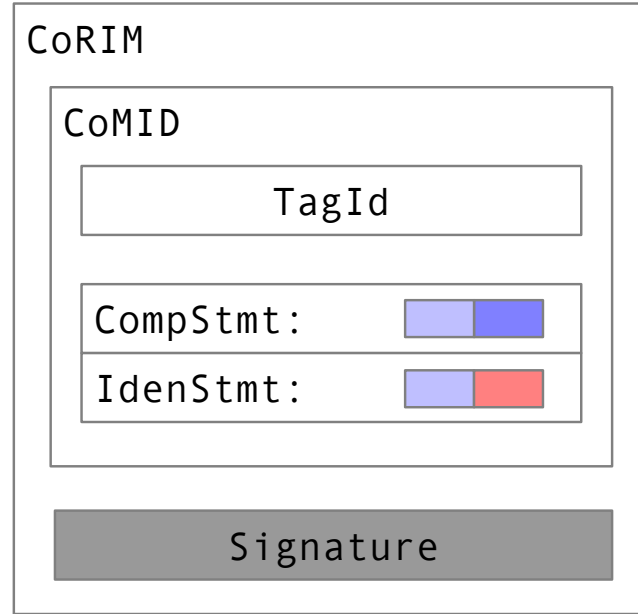 CoRIM
CoMID
TagId
CompStmt:
IdenStmt:
Signature